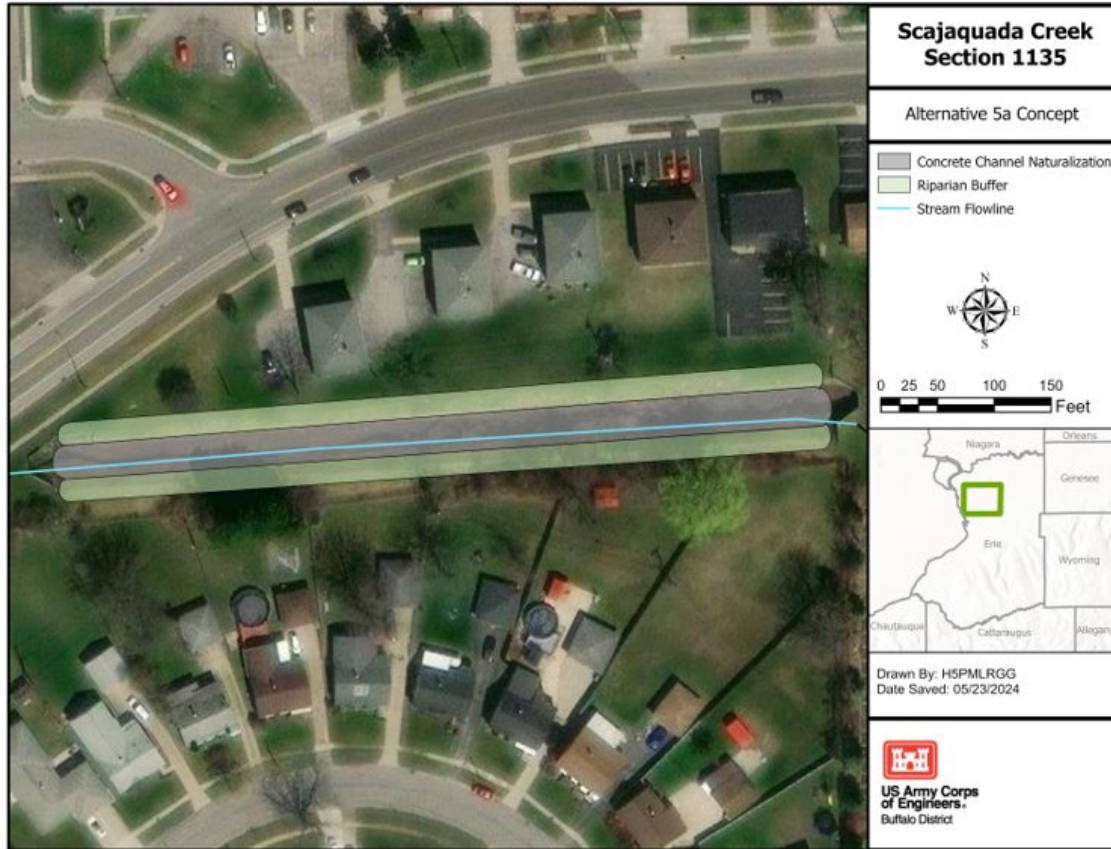 Scajaquada Creek
Section 1135
Alternative 5a Concept
Concrete Channel Naturalization
Riparian Buffer
Stream Flowline
N
W E
S
0 25 50 100 150
Feet
Niagara
Orleans
Genesee
Erie
Wyoming
Chautauqua
Cattaraugus
Allegany
Drawn By: H5PMLRGG
Date Saved: 05/23/2024
US Army Corps
of Engineers®
Buffalo District